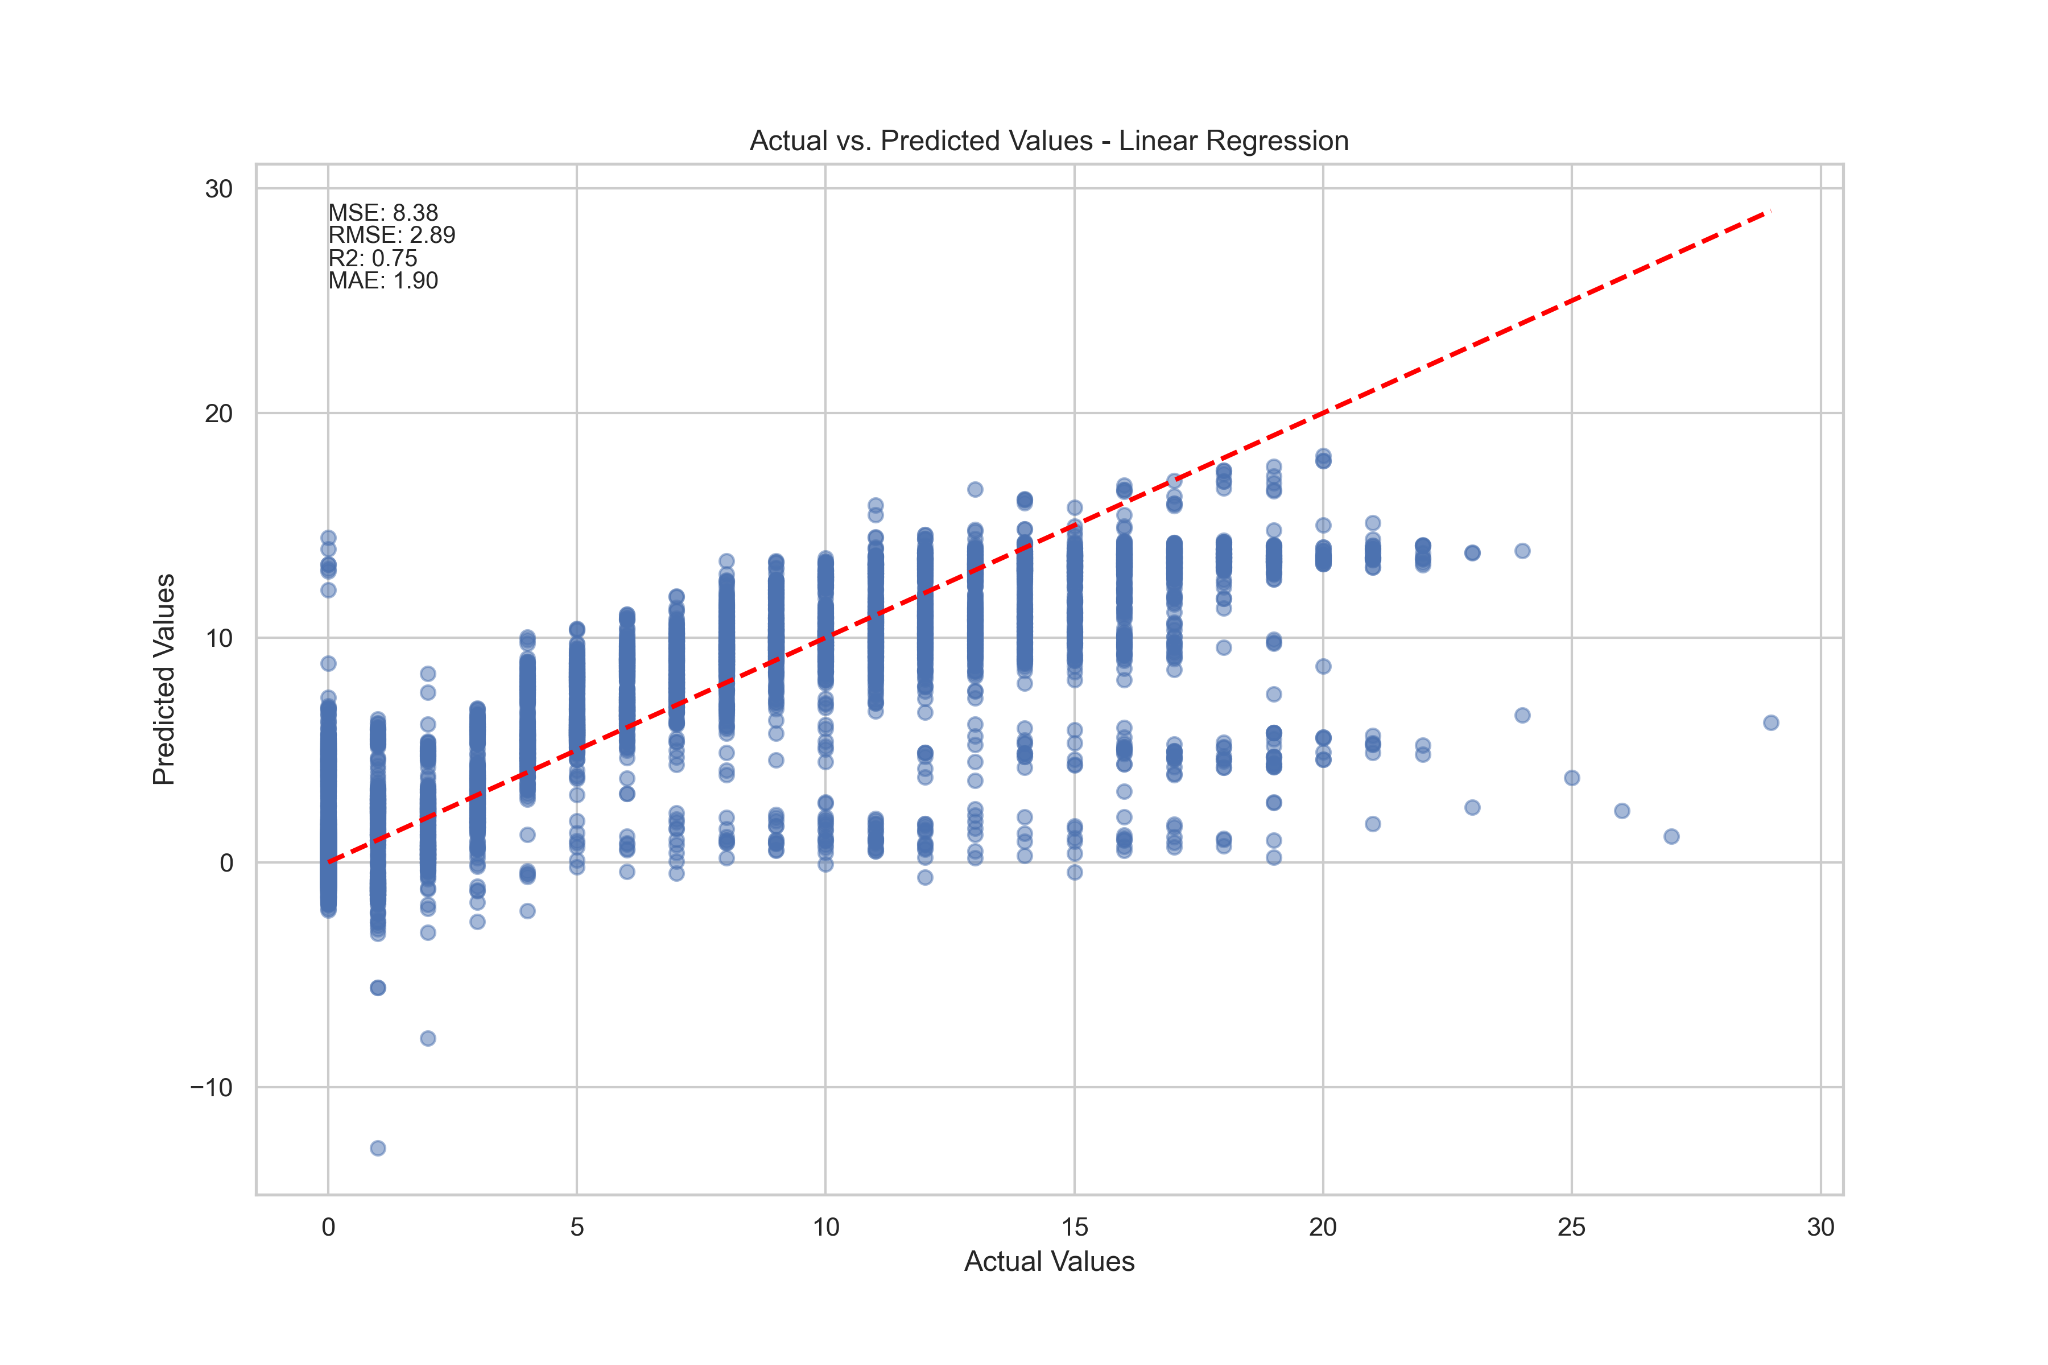 Actual vs. Predicted Values - Linear Regression
30
MSE: 8.38
RMSE: 2.89
R2: 0.75
MAE: 1.90
20
10
0
−10
Predicted Values
0 5 10 15 20 25 30
Actual Values